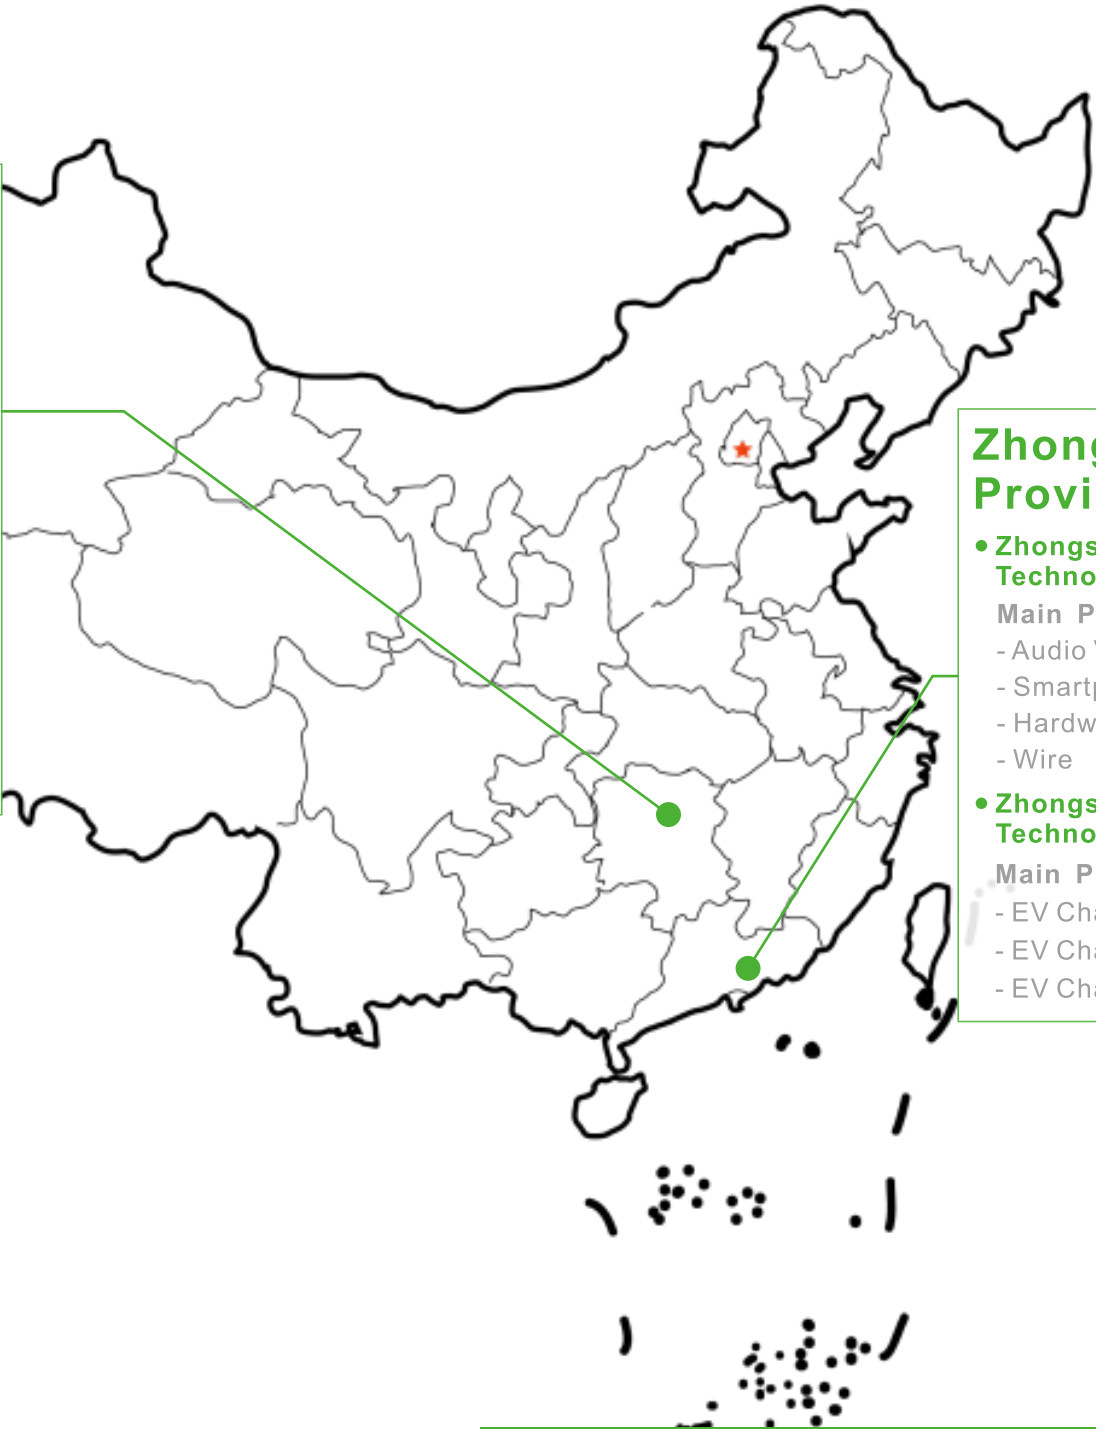 Zhong
Provi
• Zhongs
Techno
Main P
- Audio
- Smartp
- Hardw
- Wire
• Zhongs
Techno
Main P
- EV Cha
- EV Cha
- EV Cha